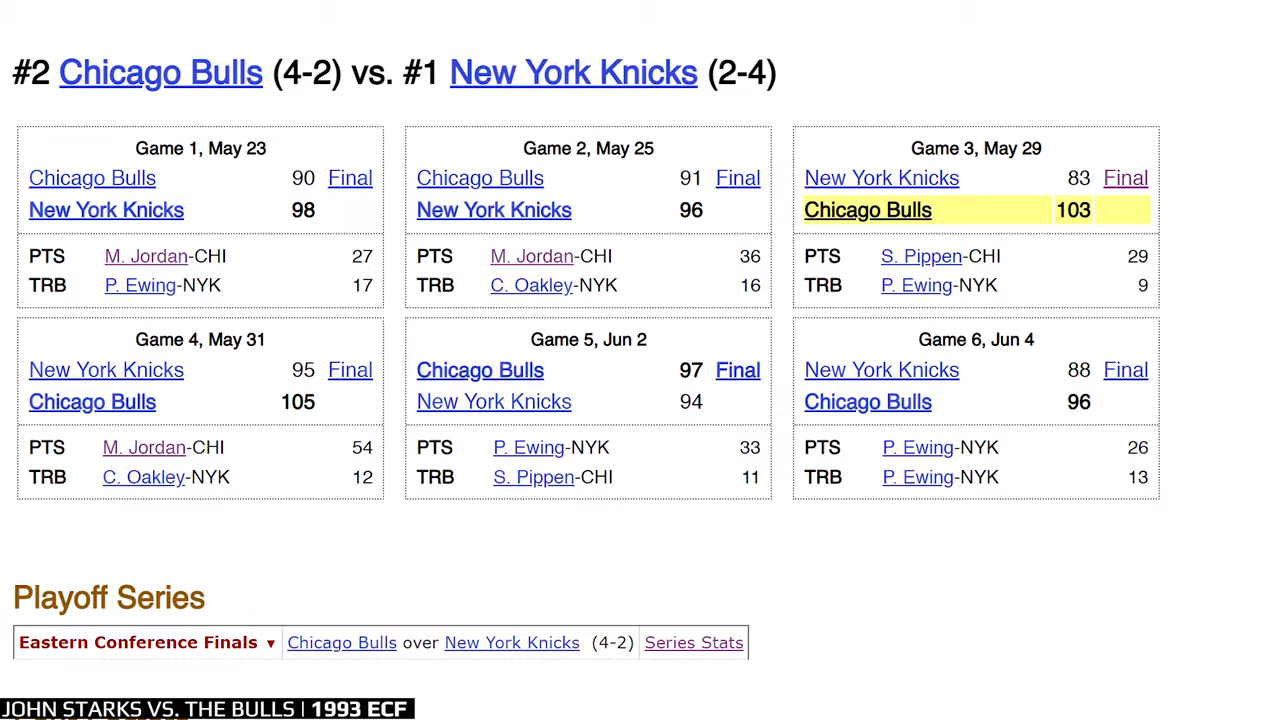 #2 Chicago Bulls (4-2) vs. #1 New York Knicks (2-4)
Game 1, May 23
Chicago Bulls 90 Final
New York Knicks 98
PTS M. Jordan-CHI 27
TRB P. Ewing-NYK 17
Game 2, May 25
Chicago Bulls 91 Final
New York Knicks 96
PTS M. Jordan-CHI 36
TRB C. Oakley-NYK 16
Game 3, May 29
New York Knicks 83 Final
Chicago Bulls 103
PTS S. Pippen-CHI 29
TRB P. Ewing-NYK 9
Game 4, May 31
New York Knicks 95 Final
Chicago Bulls 105
PTS M. Jordan-CHI 54
TRB C. Oakley-NYK 12
Game 5, Jun 2
Chicago Bulls 97 Final
New York Knicks 94
PTS P. Ewing-NYK 33
TRB S. Pippen-CHI 11
Game 6, Jun 4
New York Knicks 88 Final
Chicago Bulls 96
PTS P. Ewing-NYK 26
TRB P. Ewing-NYK 13
Playoff Series
Eastern Conference Finals ▼ Chicago Bulls over New York Knicks (4-2) Series Stats
JOHN STARKS VS. THE BULLS | 1993 ECF